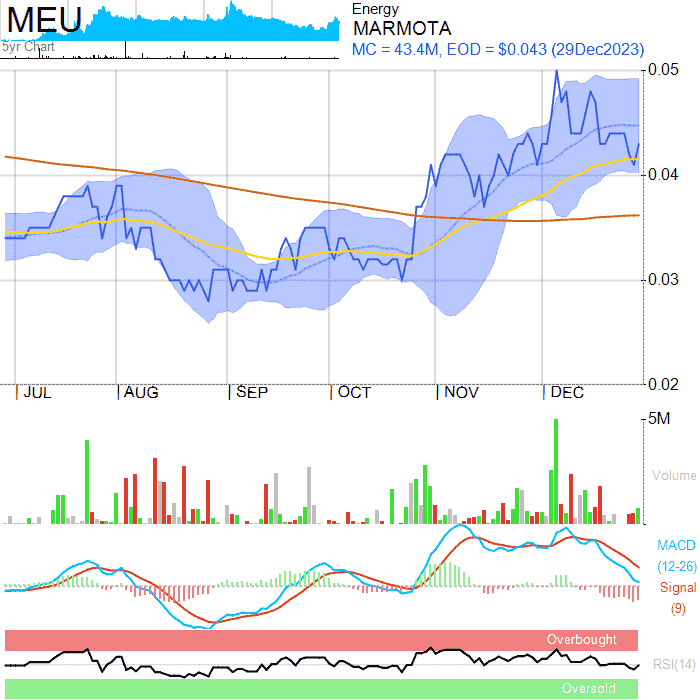 MEU
5yr Chart
Energy
MARMOTA
MC = 43.4M, EOD = $0.043 (29Dec2023)
0.05
0.04
0.03
0.02
JUL AUG SEP OCT NOV DEC
5M
Volume
MACD
(12-26)
Signal
(9)
Overbought
RSI(14)
Oversold